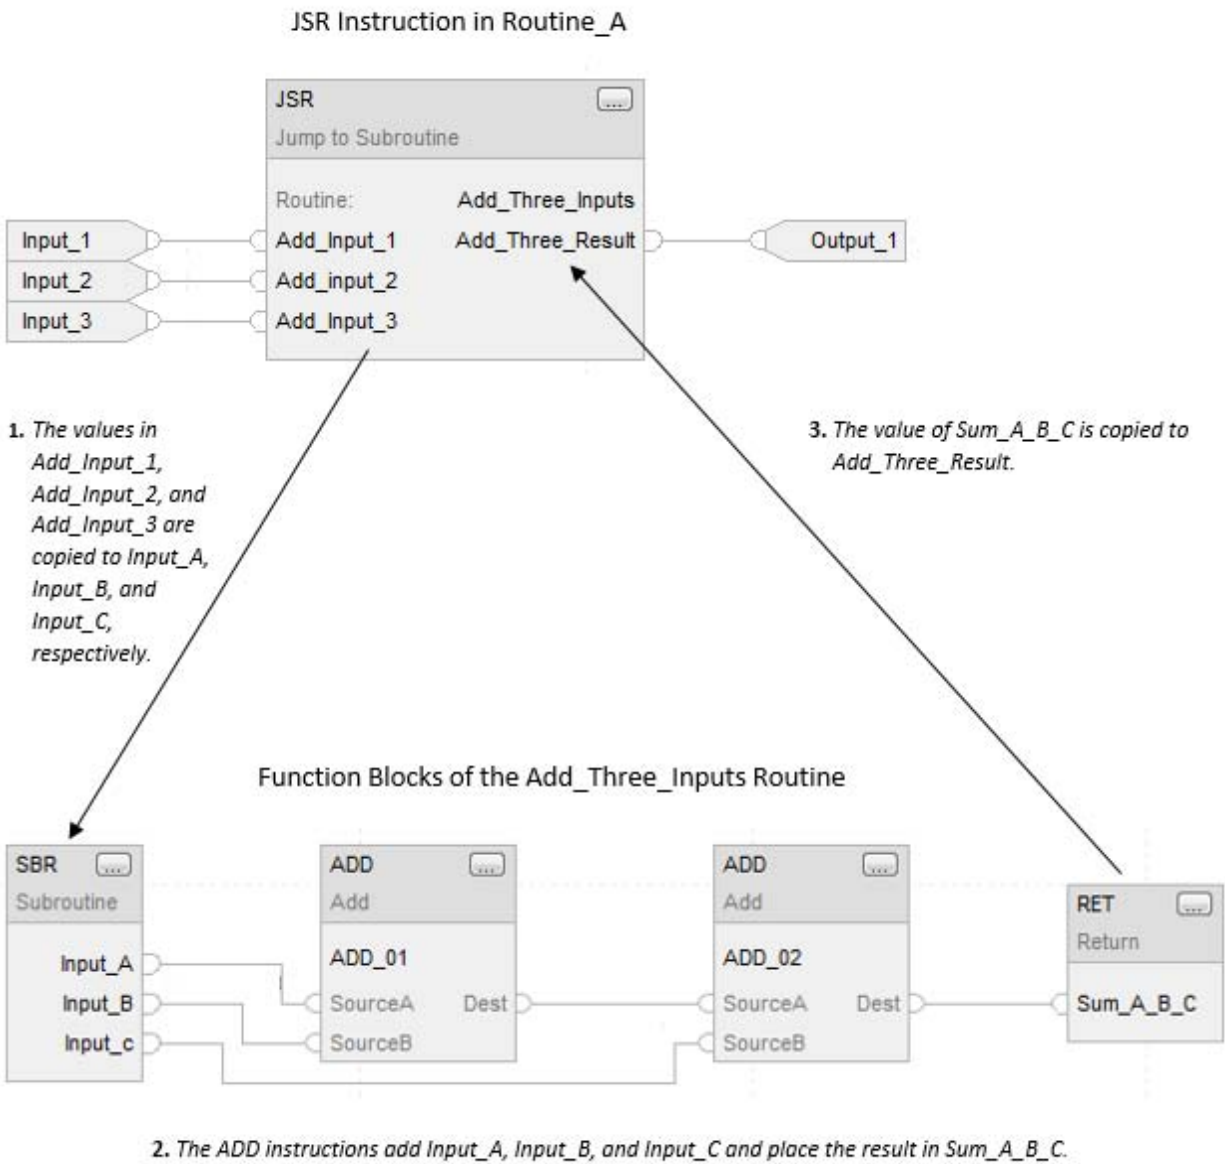 JSR Instruction in Routine_A
JSR ...
Jump to Subroutine
Routine: Add_Three_Inputs
Input_1 Add_Input_1 Add_Three_Result Output_1
Input_2 Add_input_2
Input_3 Add_Input_3
1. The values in
Add_Input_1,
Add_Input_2, and
Add_Input_3 are
copied to Input_A,
Input_B, and
Input_C,
respectively.
3. The value of Sum_A_B_C is copied to
Add_Three_Result.
Function Blocks of the Add_Three_Inputs Routine
SBR ...
Subroutine
Input_A
Input_B
Input_c
ADD ...
Add
ADD_01
SourceA Dest
SourceB
ADD ...
Add
ADD_02
SourceA Dest
SourceB
RET ...
Return
Sum_A_B_C
2. The ADD instructions add Input_A, Input_B, and Input_C and place the result in Sum_A_B_C.